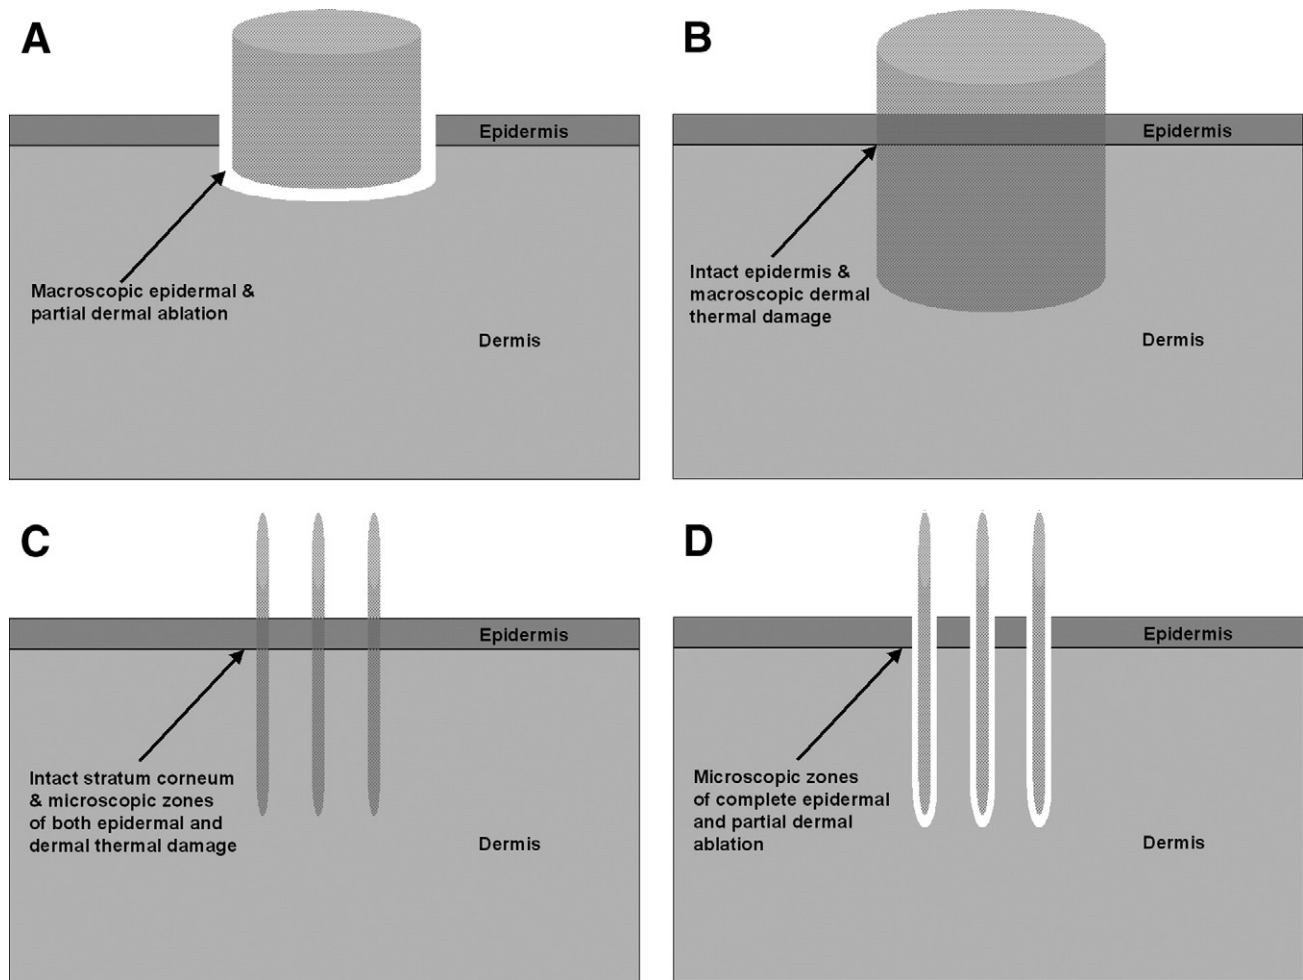 A
Epidermis
Macroscopic epidermal &
partial dermal ablation
Dermis
B
Epidermis
Intact epidermis &
macroscopic dermal
thermal damage
Dermis
C
Epidermis
Intact stratum corneum
& microscopic zones
of both epidermal and
dermal thermal damage
Dermis
D
Epidermis
Microscopic zones
of complete epidermal
and partial dermal
ablation
Dermis